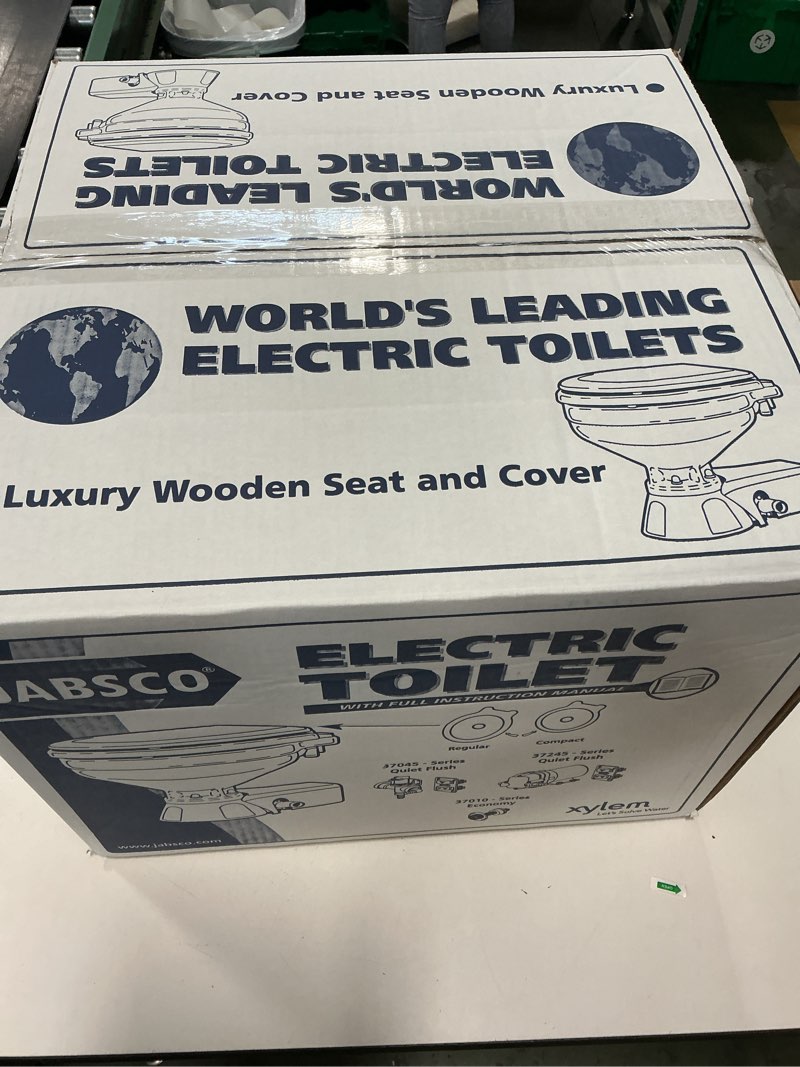 ● Luxury Wooden Seat and Cover
WORLD'S LEADING
ELECTRIC TOILETS
WORLD'S LEADING
ELECTRIC TOILETS
Luxury Wooden Seat and Cover
JABSCO®
ELECTRIC
TOILET
WITH FULL INSTRUCTION MANUAL
Regular
Compact
37045 - Series
Quiet Flush
37245 - Series
Quiet Flush
37010 - Series
Economy
xylem
Let's Solve Water
www.jabsco.com